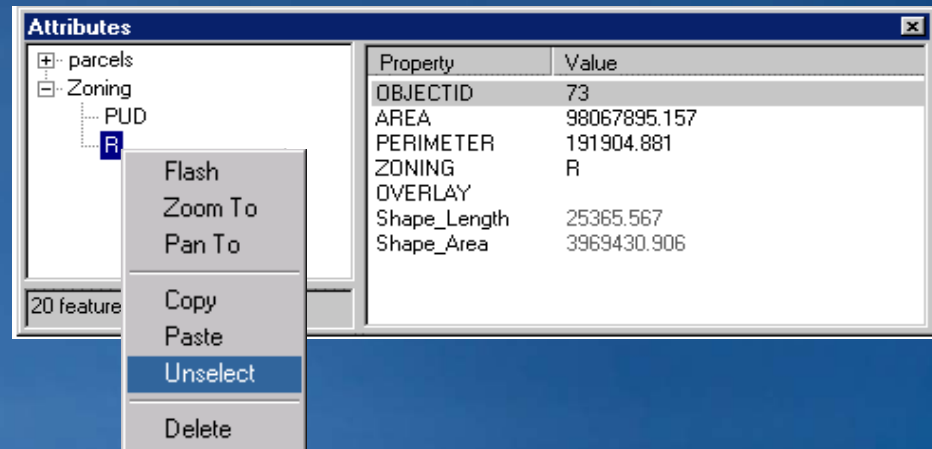 Attributes
parcels
Zoning
PUD
R
20 feature
Property Value
OBJECTID 73
AREA 98067895.157
PERIMETER 191904.881
ZONING R
OVERLAY
Shape_Length 25365.567
Shape_Area 3969430.906
Flash
Zoom To
Pan To
Copy
Paste
Unselect
Delete